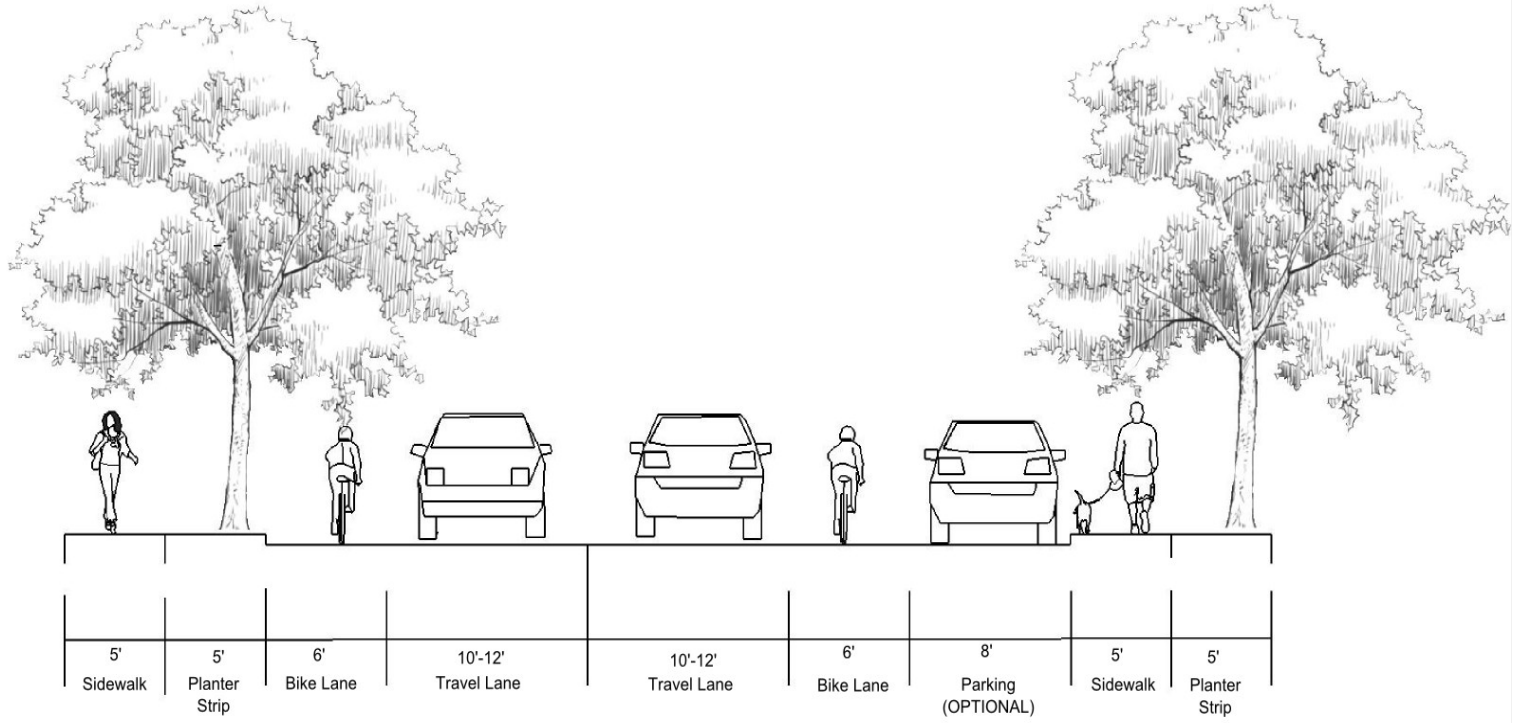 5' 5' 6' 10'-12' 10'-12' 6' 8' 5' 5'
Sidewalk Planter Bike Lane Travel Lane Travel Lane Bike Lane Parking Sidewalk Planter
Strip (OPTIONAL) Strip